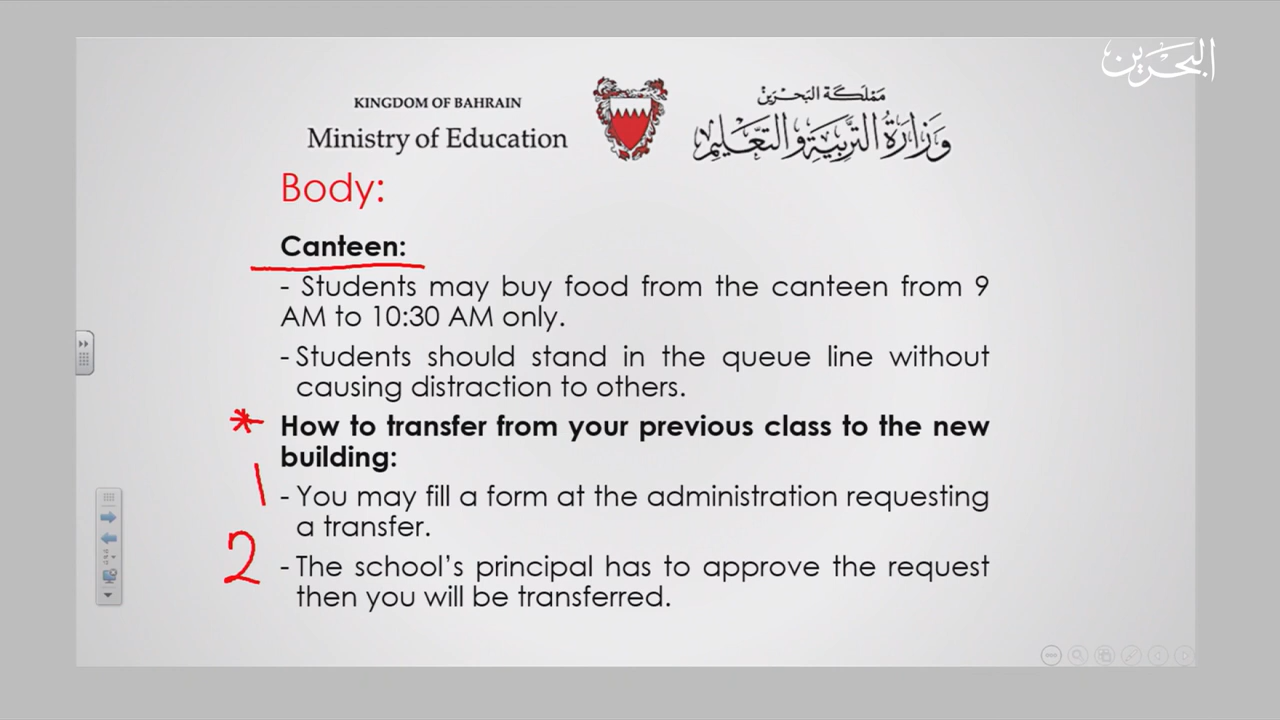 البحرين
KINGDOM OF BAHRAIN
Ministry of Education
مملكة البحرين
وزارة التربية والتعليم
Body:
Canteen:
- Students may buy food from the canteen from 9
AM to 10:30 AM only.
- Students should stand in the queue line without
causing distraction to others.
* How to transfer from your previous class to the new
building:
1 - You may fill a form at the administration requesting
a transfer.
2 - The school's principal has to approve the request
then you will be transferred.